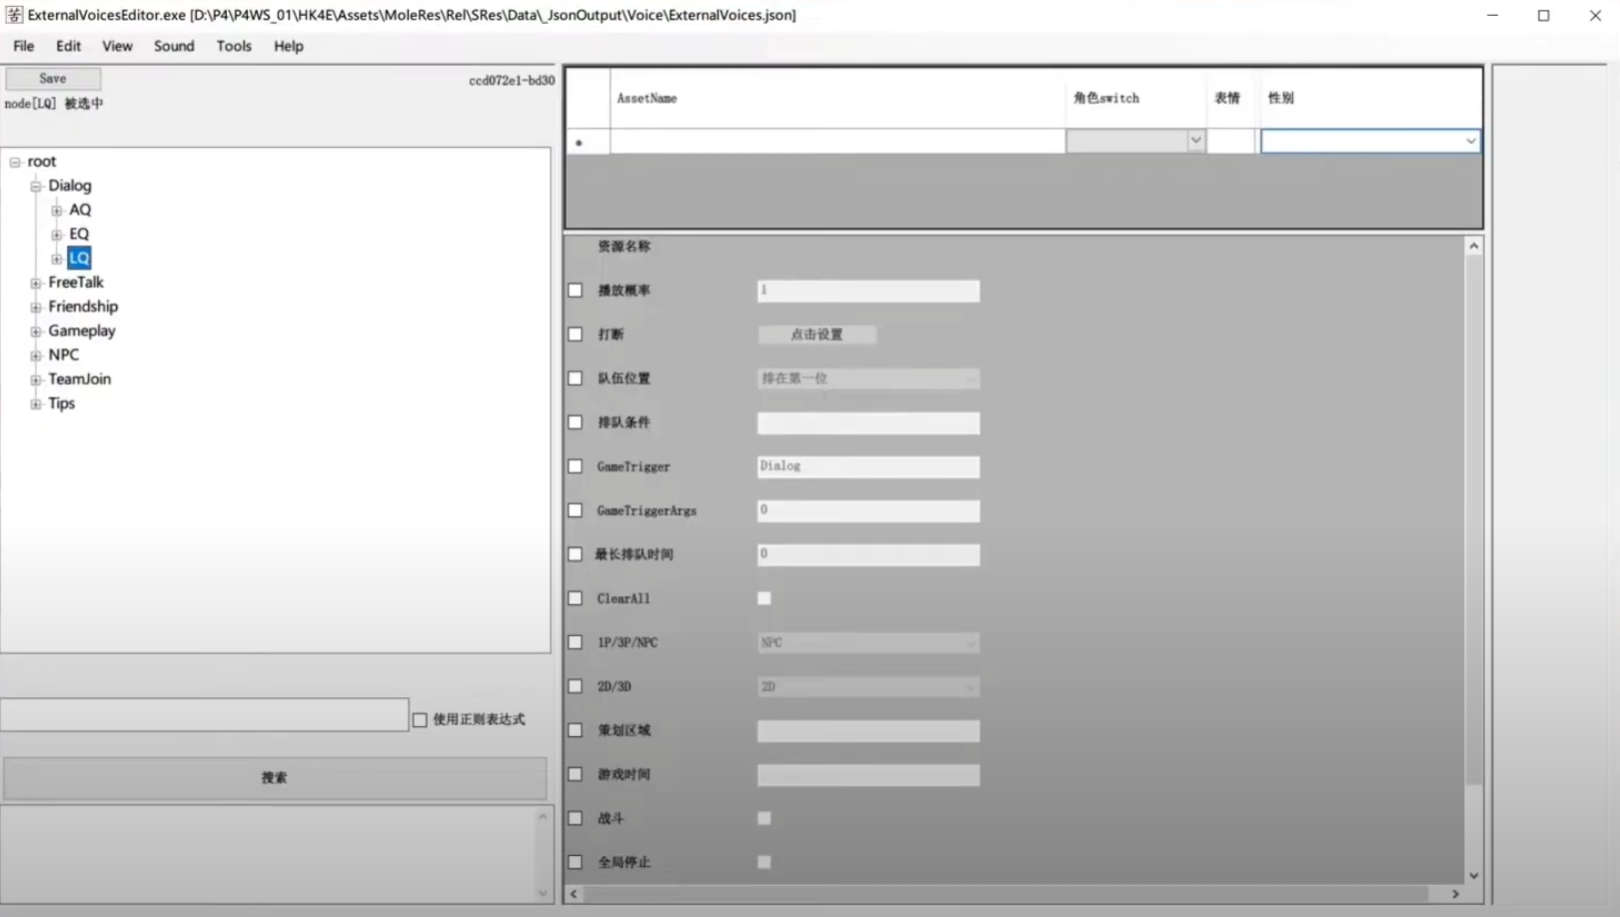 ExternalVoicesEditor.exe [D:\P4\P4WS_01\HK4E\Assets\MoleRes\Rel\SRes\Data\_JsonOutput\Voice\ExternalVoices.json]
File Edit View Sound Tools Help
Save
ccd072e1-bd30
node[LQ] 被选中
root
Dialog
AQ
EQ
LQ
FreeTalk
Friendship
Gameplay
NPC
TeamJoin
Tips
使用正则表达式
搜索
AssetName 角色switch 表情 性别
资源名称
播放概率 1
打断 点击设置
队伍位置 排在第一位
排队条件
GameTrigger Dialog
GameTriggerArgs 0
最长排队时间 0
ClearAll
1P/3P/NPC NPC
2D/3D 2D
策划区域
游戏时间
战斗
全局停止